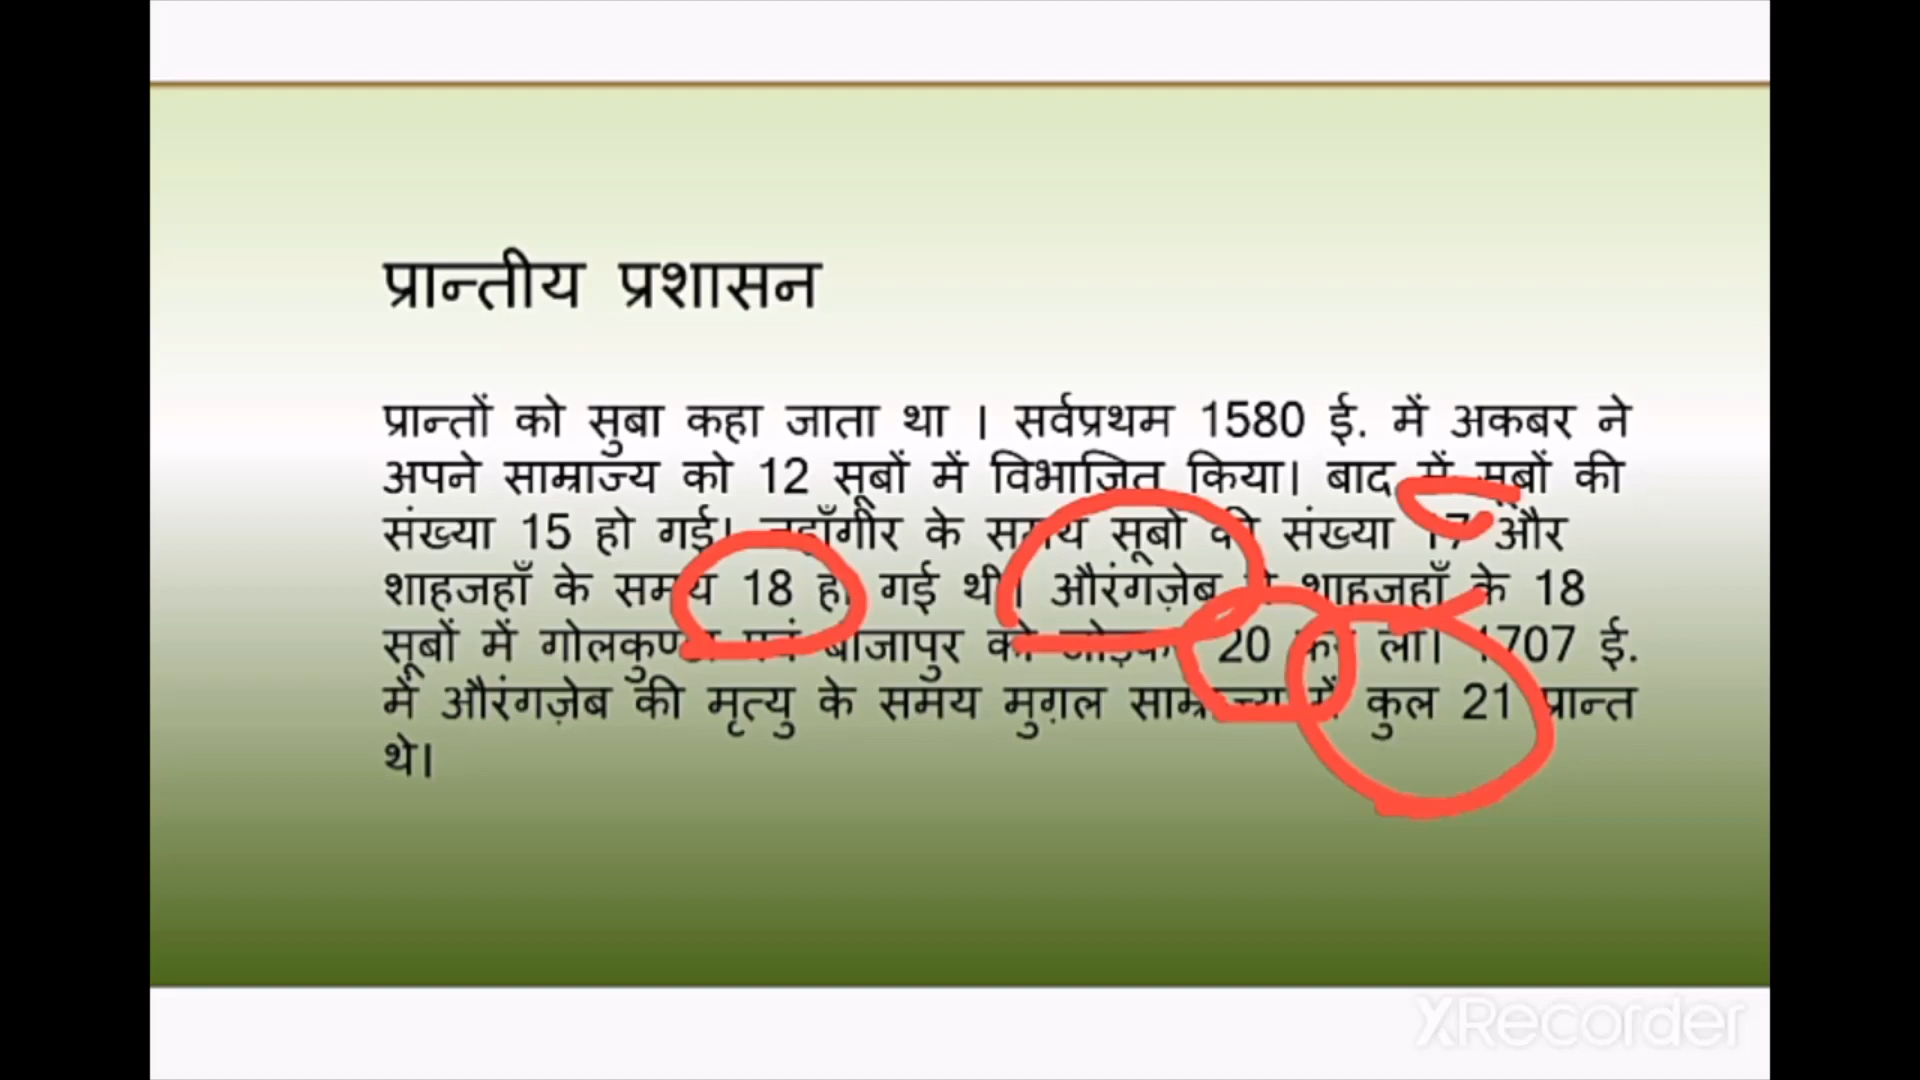 प्रान्तीय प्रशासन
प्रान्तों को सुबा कहा जाता था । सर्वप्रथम 1580 ई. में अकबर ने
अपने साम्राज्य को 12 सूबों में विभाजित किया। बाद में सूबों की
संख्या 15 हो गई। जहाँगीर के समय सूबों की संख्या 17 और
शाहजहाँ के समय 18 हो गई थी। औरंगज़ेब ने शाहजहाँ के 18
सूबों में गोलकुण्डा एवं बीजापुर को जोड़कर 20 कर ली। 1707 ई.
में औरंगज़ेब की मृत्यु के समय मुग़ल साम्राज्य में कुल 21 प्रान्त
थे।
XRecorder